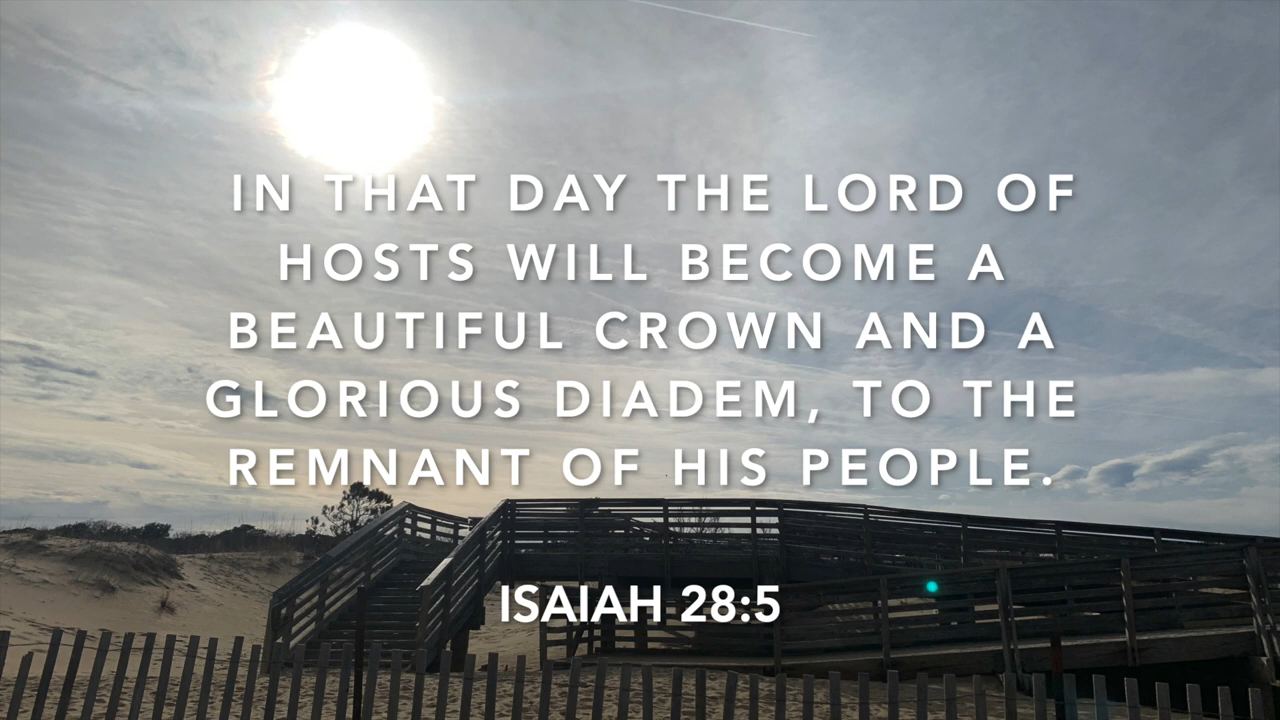 IN THAT DAY THE LORD OF
HOSTS WILL BECOME A
BEAUTIFUL CROWN AND A
GLORIOUS DIADEM, TO THE
REMNANT OF HIS PEOPLE.
ISAIAH 28:5